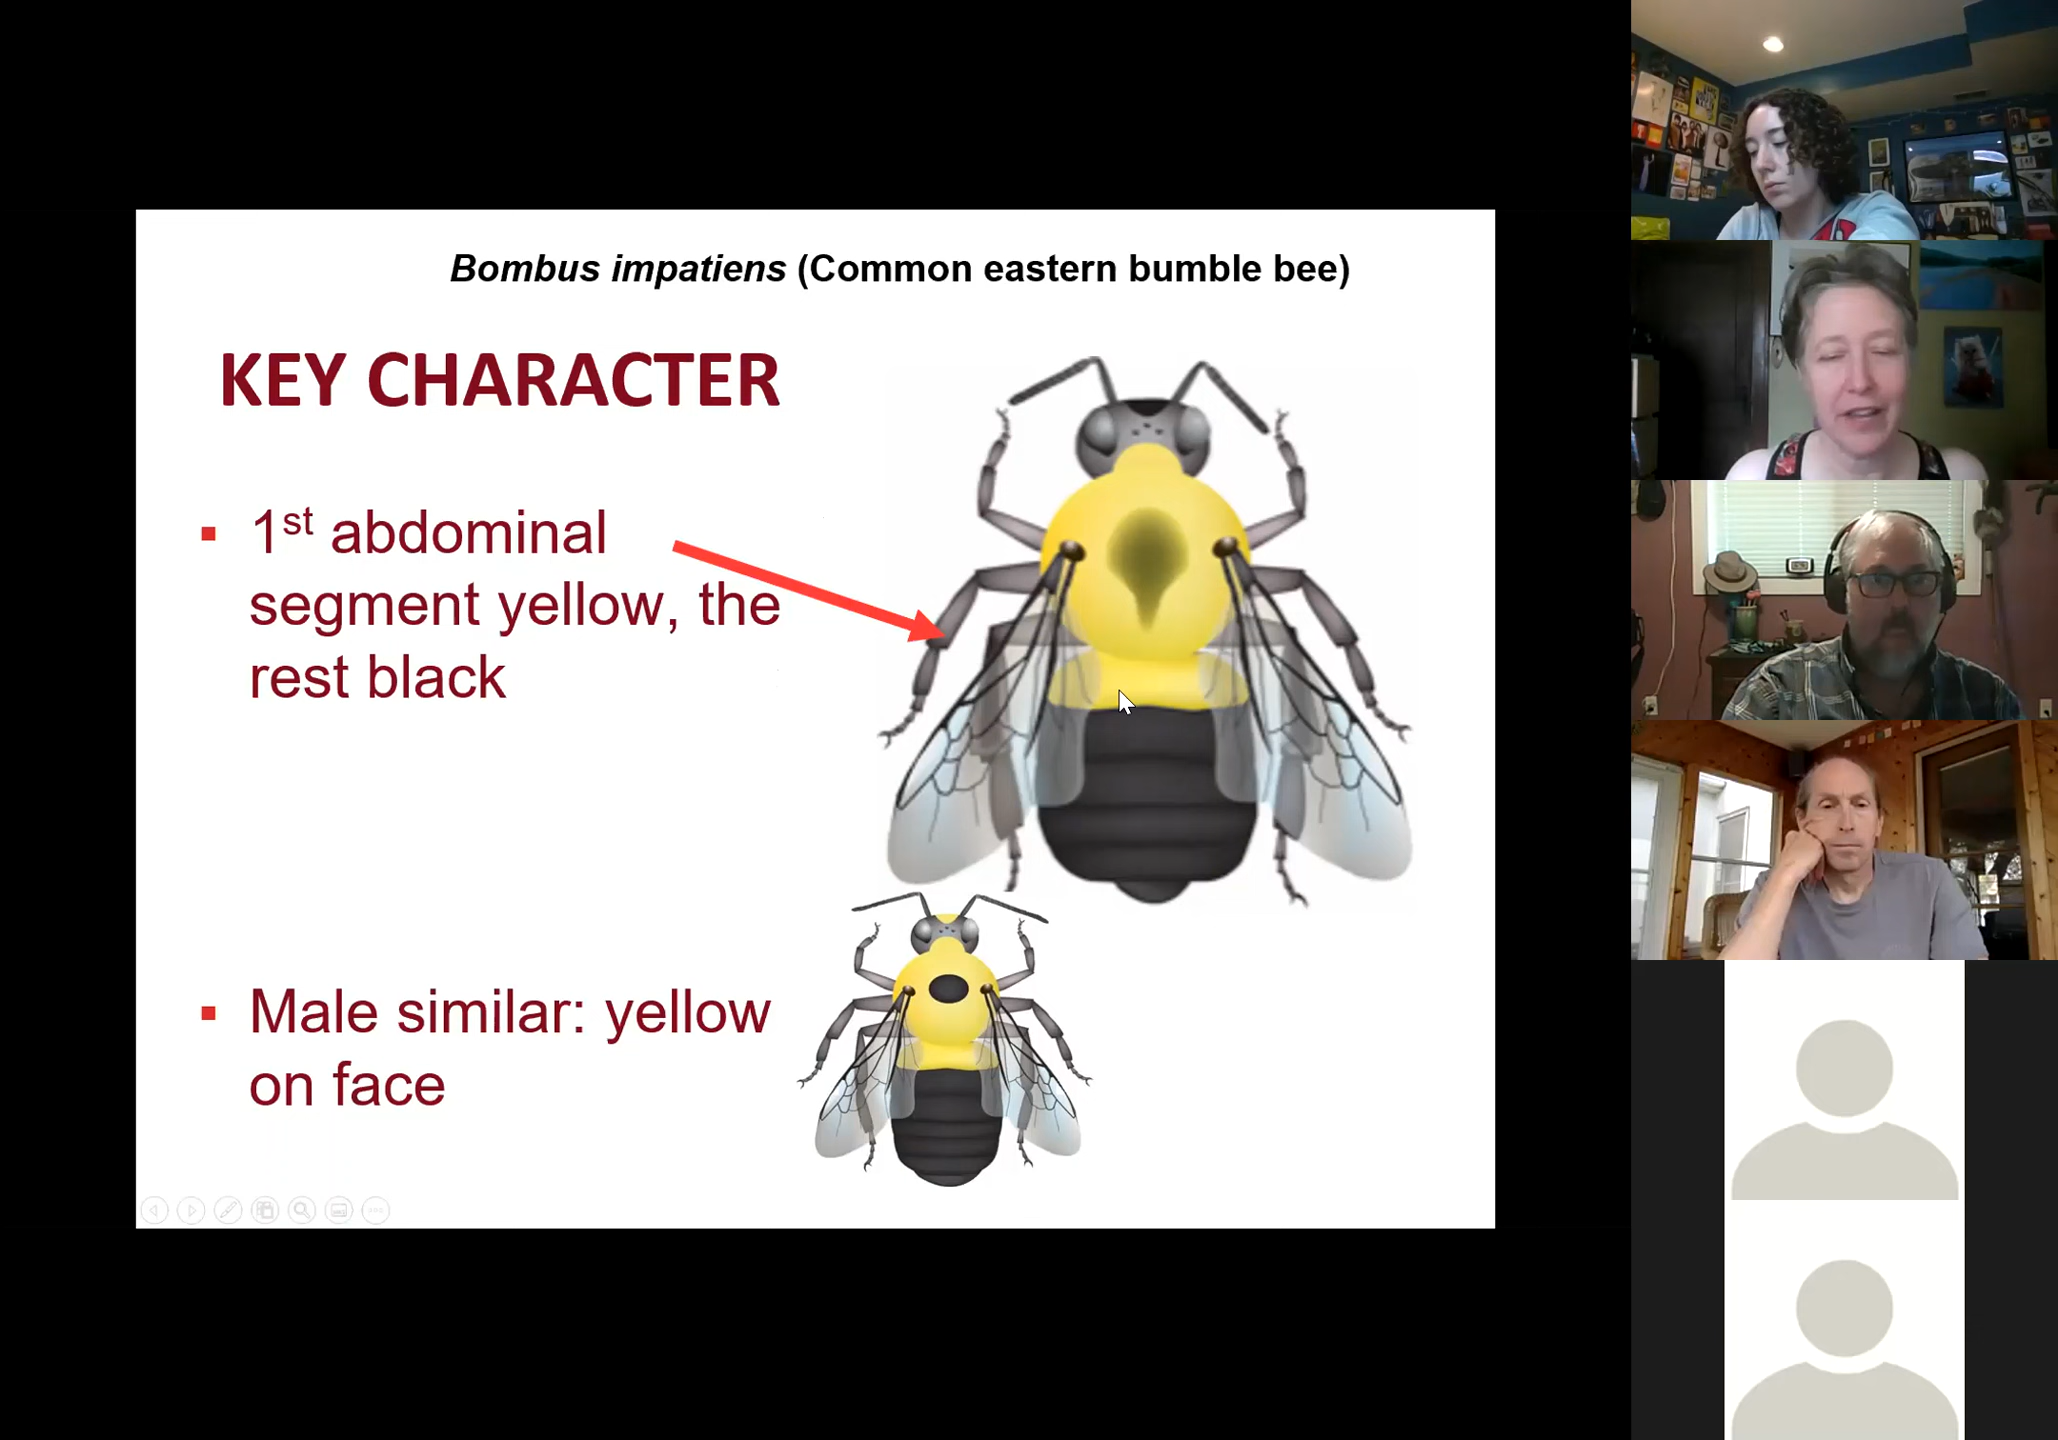 Bombus impatiens (Common eastern bumble bee)
KEY CHARACTER
▪ 1st abdominal
segment yellow, the
rest black
▪ Male similar: yellow
on face